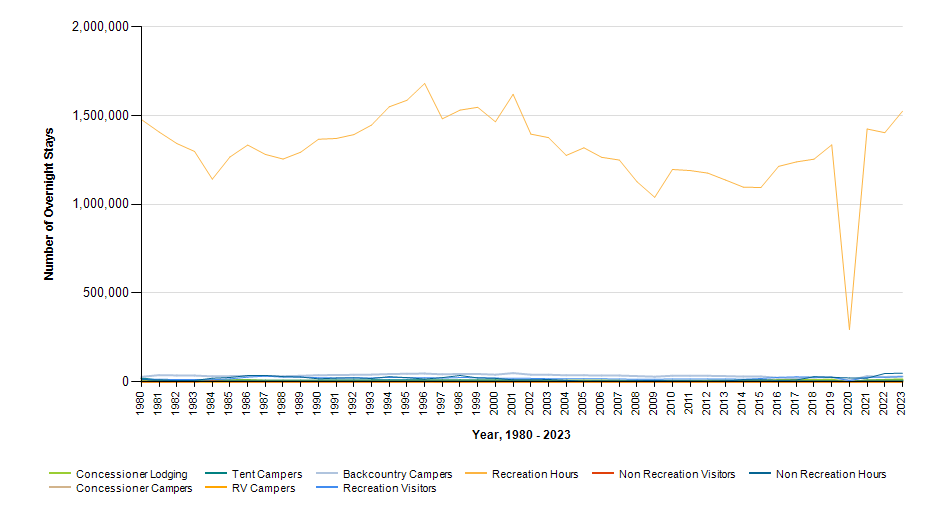 2,000,000
1,500,000
1,000,000
500,000
0
Number of Overnight Stays
1980 1981 1982 1983 1984 1985 1986 1987 1988 1989 1990 1991 1992 1993 1994 1995 1996 1997 1998 1999 2000 2001 2002 2003 2004 2005 2006 2007 2008 2009 2010 2011 2012 2013 2014 2015 2016 2017 2018 2019 2020 2021 2022 2023
Year, 1980 - 2023
Concessioner Lodging Tent Campers Backcountry Campers Recreation Hours Non Recreation Visitors Non Recreation Hours
Concessioner Campers RV Campers Recreation Visitors